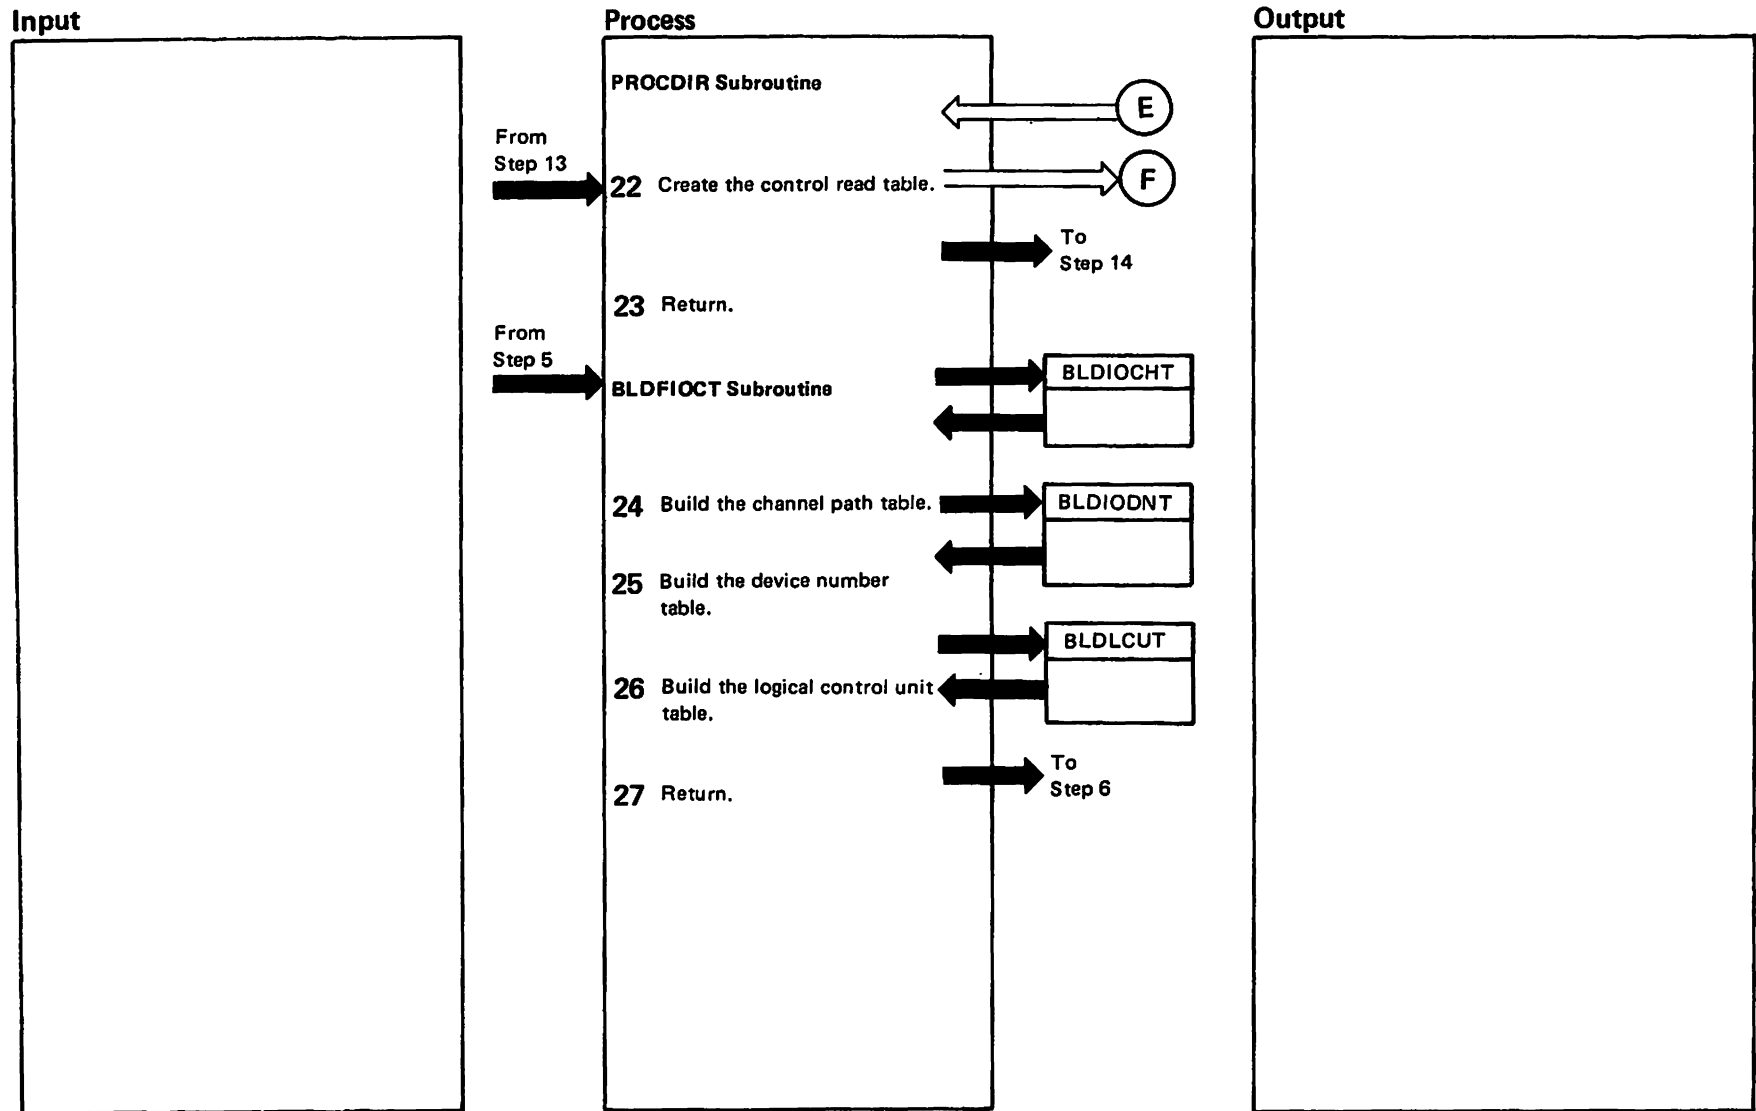 Input
Process
Output
PROCDIR Subroutine
E
From
Step 13
22 Create the control read table.
F
To
Step 14
23 Return.
From
Step 5
BLDFIOCT Subroutine
BLDIOCHT
24 Build the channel path table.
BLDIODNT
25 Build the device number
table.
BLDLCUT
26 Build the logical control unit
table.
To
Step 6
27 Return.